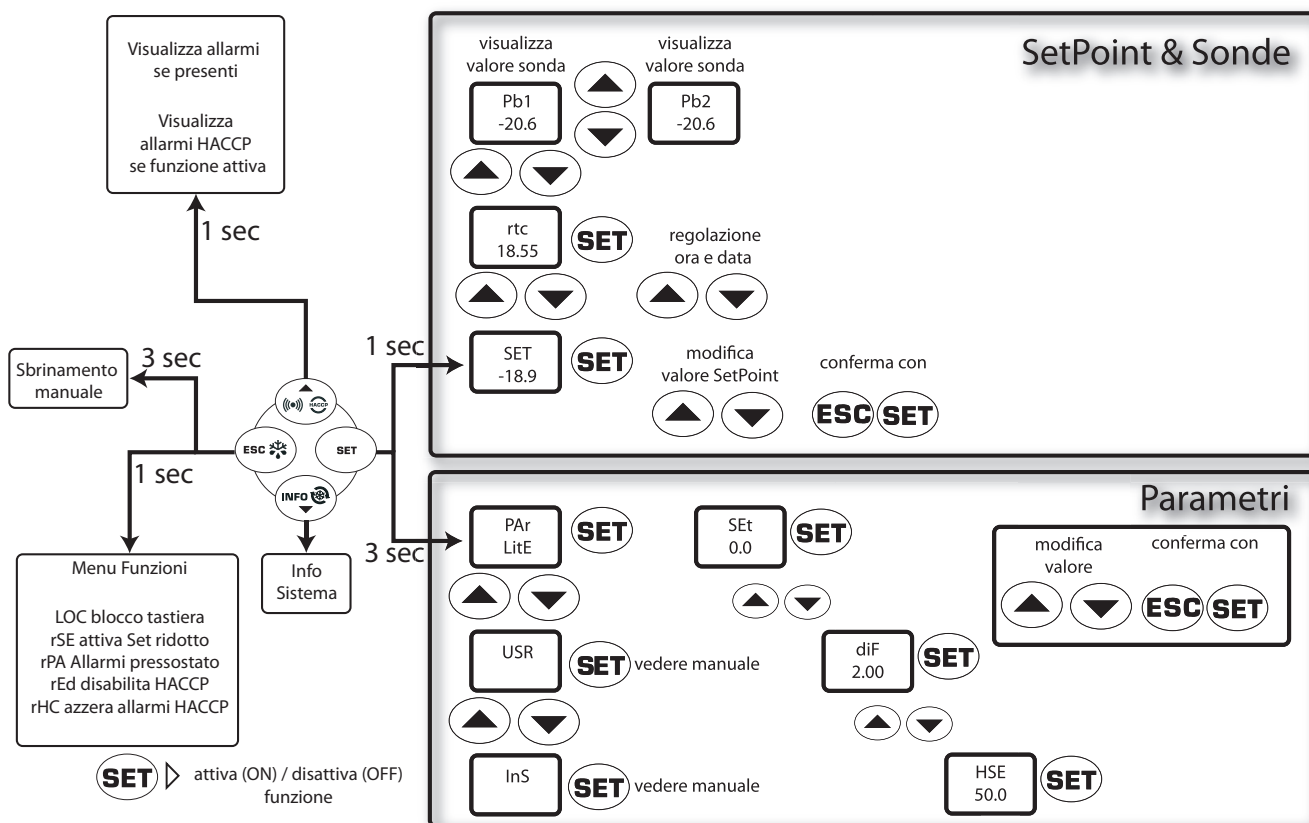 Visualizza allarmi
se presenti
Visualizza
allarmi HACCP
se funzione attiva
1 sec
3 sec
Sbrinamento
manuale
1 sec
HACCP
ESC
SET
INFO
Menu Funzioni
LOC blocco tastiera
rSE attiva Set ridotto
rPA Allarmi pressostato
rEd disabilita HACCP
rHC azzera allarmi HACCP
Info
Sistema
SET attiva (ON) / disattiva (OFF)
funzione
1 sec
3 sec
SetPoint & Sonde
visualizza
valore sonda
visualizza
valore sonda
Pb1
-20.6
Pb2
-20.6
rtc
18.55
SET
regolazione
ora e data
SET
-18.9
SET
modifica
valore SetPoint
conferma con
ESC SET
Parametri
PAr
LitE
SET
SEt
0.0
SET
modifica
valore
conferma con
ESC SET
USR
SET vedere manuale
diF
2.00
SET
InS
SET vedere manuale
HSE
50.0
SET